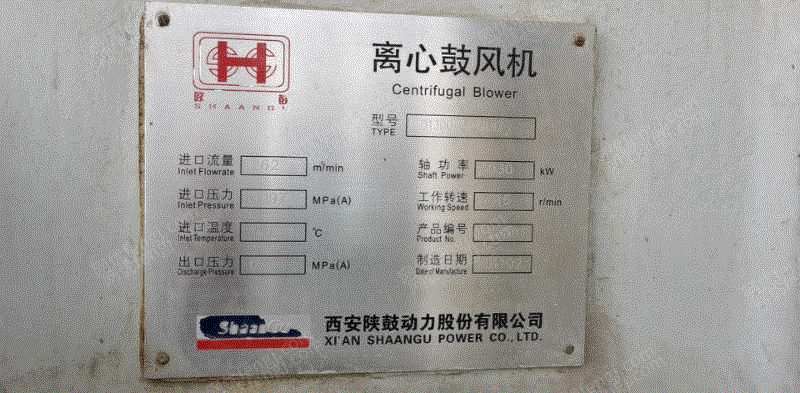 SHAANGU
离心鼓风机
Centrifugal Blower
型号
TYPE
进口流量
Inlet Flowrate
m³/min
轴功率
Shaft Power
kW
进口压力
Inlet Pressure
MPa(A)
工作转速
Working Speed
r/min
进口温度
Inlet Temperature
℃
产品编号
Product No.
出口压力
Discharge Pressure
MPa(A)
制造日期
Date of Manufacture
西安陕鼓动力股份有限公司
XI'AN SHAANGU POWER CO., LTD.